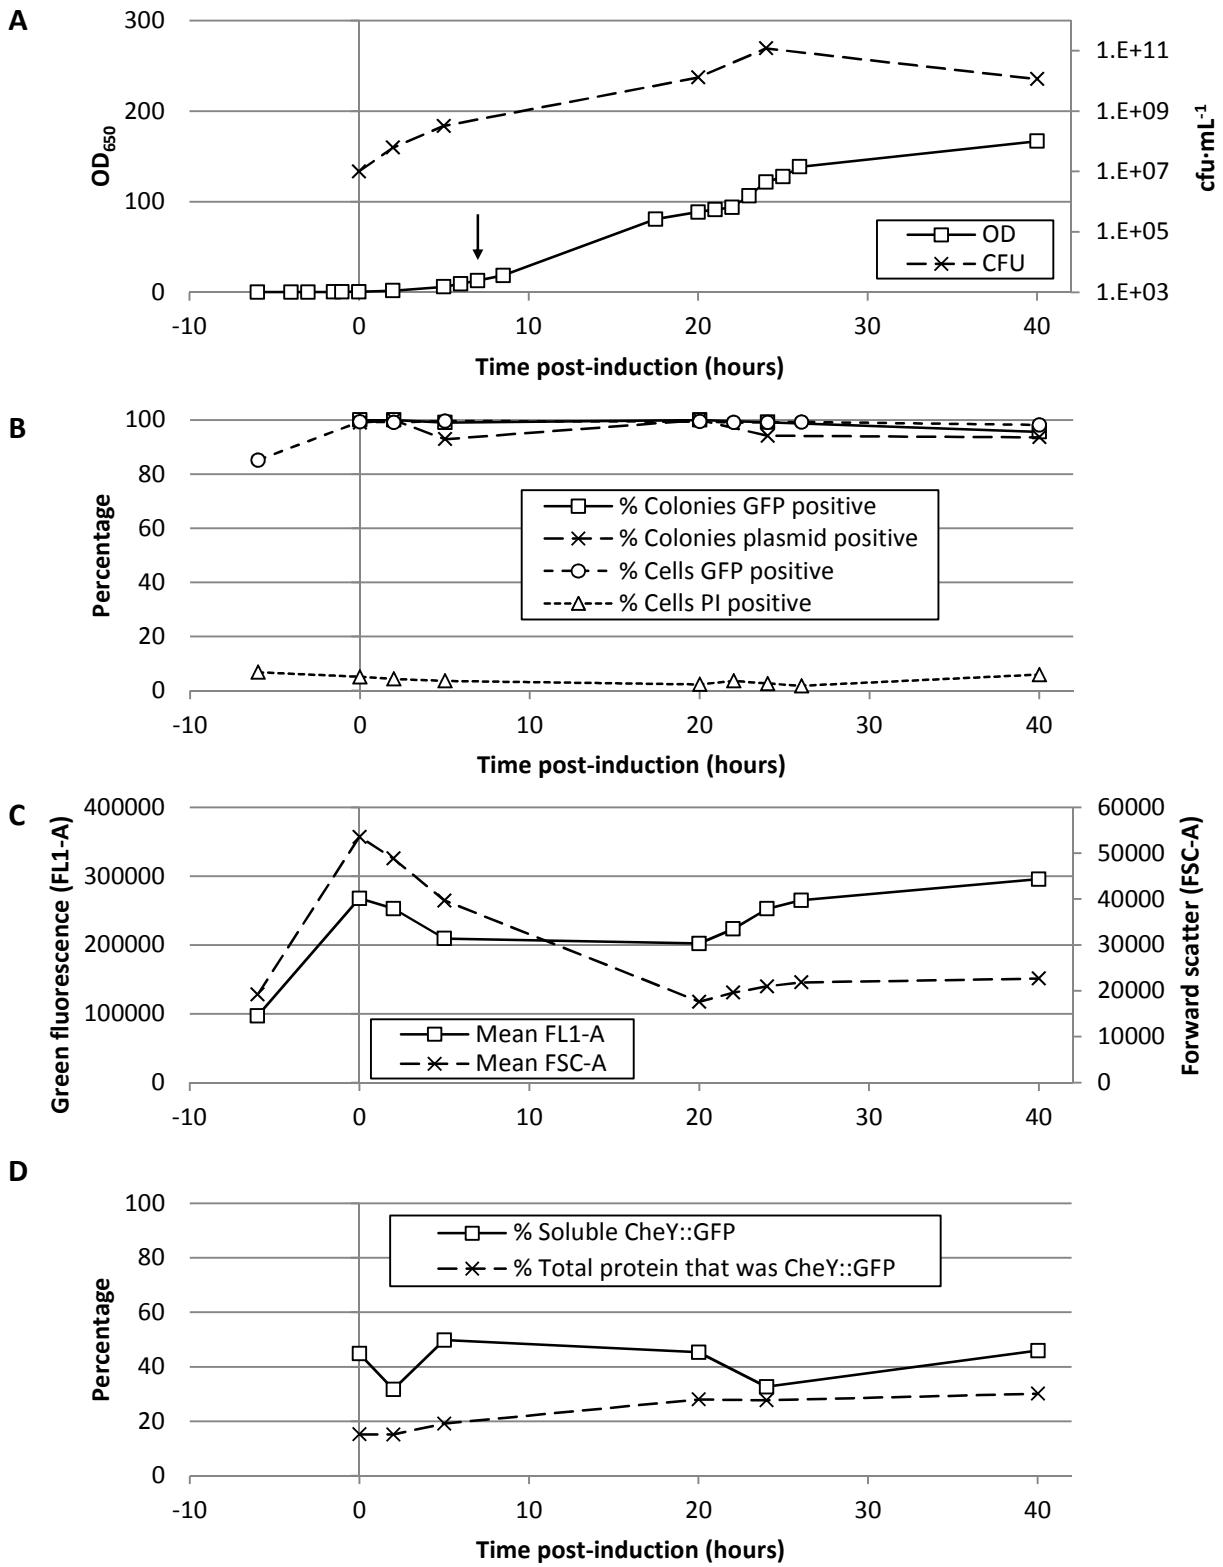 A
OD650
300
200
100
0
1.E+11
1.E+09
1.E+07
1.E+05
1.E+03
cfu·mL-1
OD
CFU
-10 0 10 20 30 40
Time post-induction (hours)
B
Percentage
100
80
60
40
20
0
% Colonies GFP positive
% Colonies plasmid positive
% Cells GFP positive
% Cells PI positive
-10 0 10 20 30 40
Time post-induction (hours)
C
Green fluorescence (FL1-A)
400000
300000
200000
100000
0
60000
50000
40000
30000
20000
10000
0
Forward scatter (FSC-A)
Mean FL1-A
Mean FSC-A
-10 0 10 20 30 40
D
Percentage
100
80
60
40
20
0
% Soluble CheY::GFP
% Total protein that was CheY::GFP
-10 0 10 20 30 40
Time post-induction (hours)